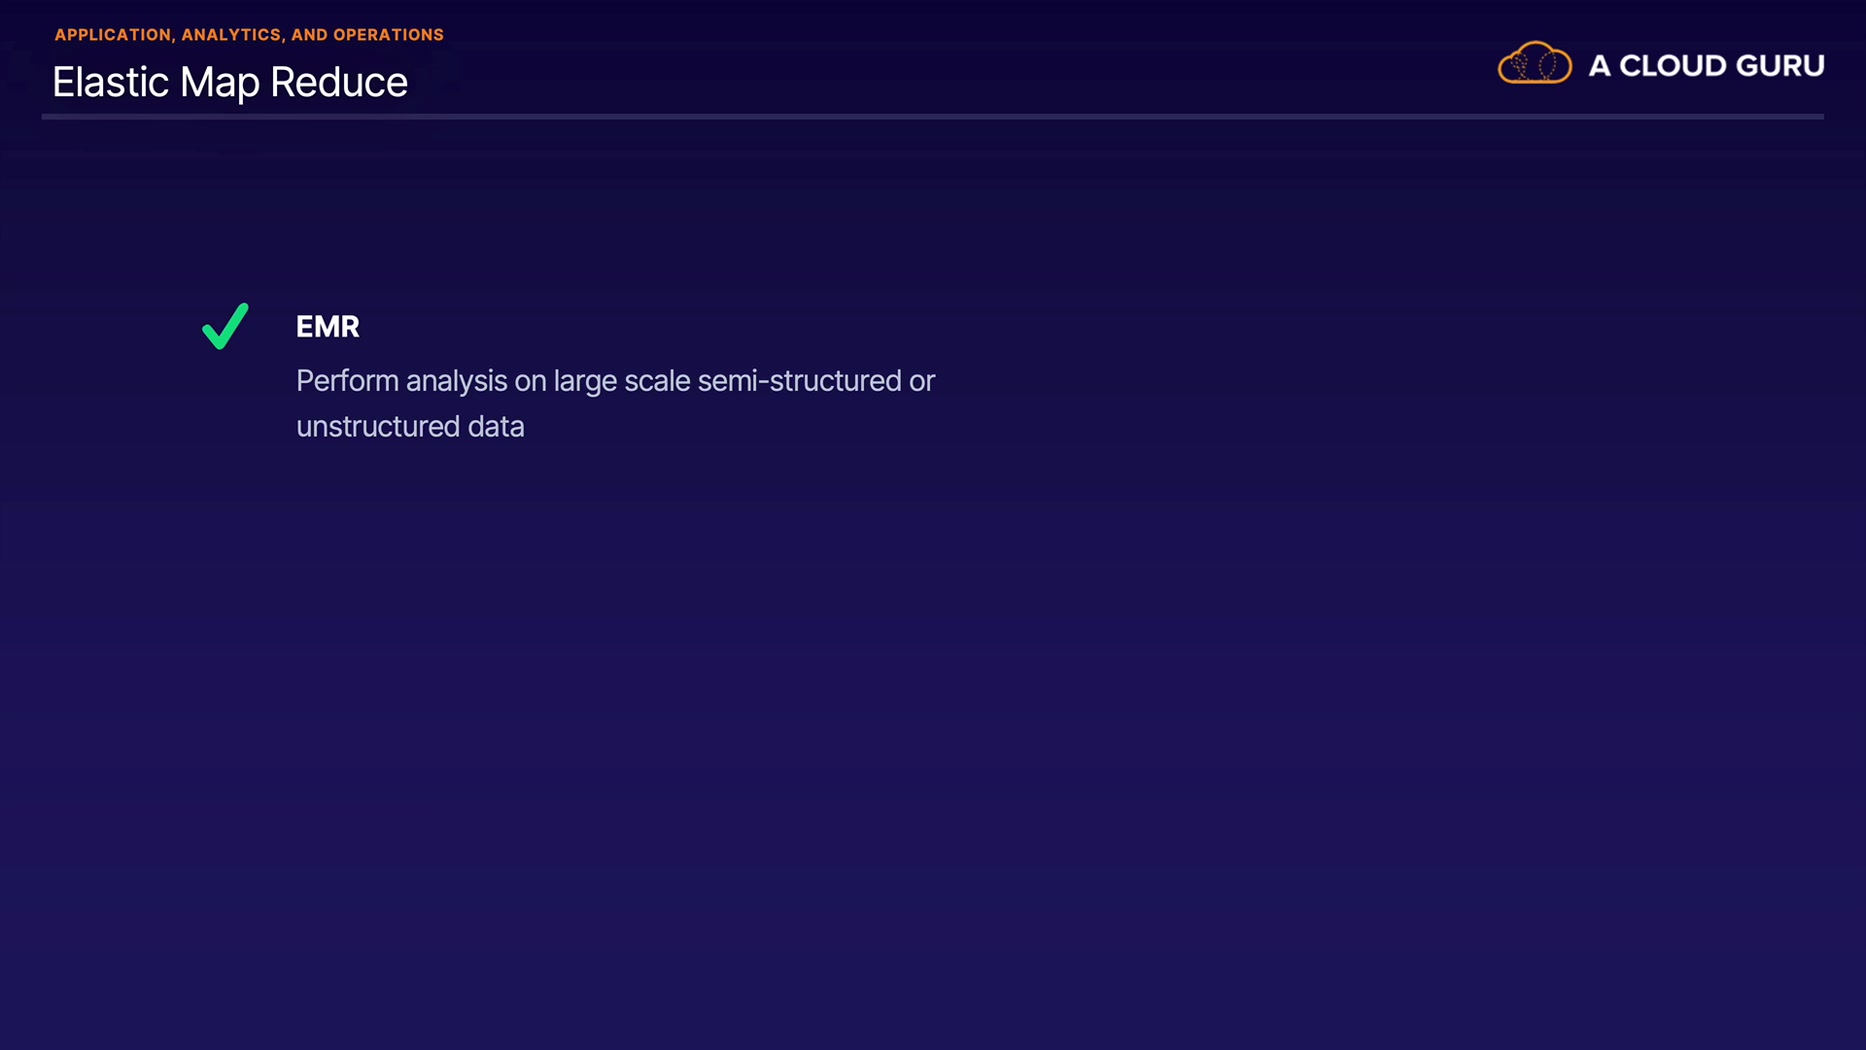 APPLICATION, ANALYTICS, AND OPERATIONS
Elastic Map Reduce
A CLOUD GURU
EMR
Perform analysis on large scale semi-structured or
unstructured data